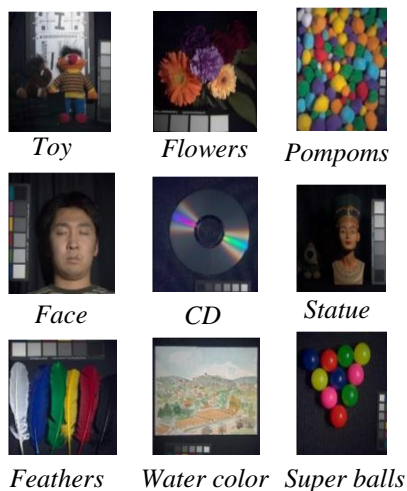 Toy
Flowers
Pompoms
Face
CD
Statue
Feathers
Water color
Super balls